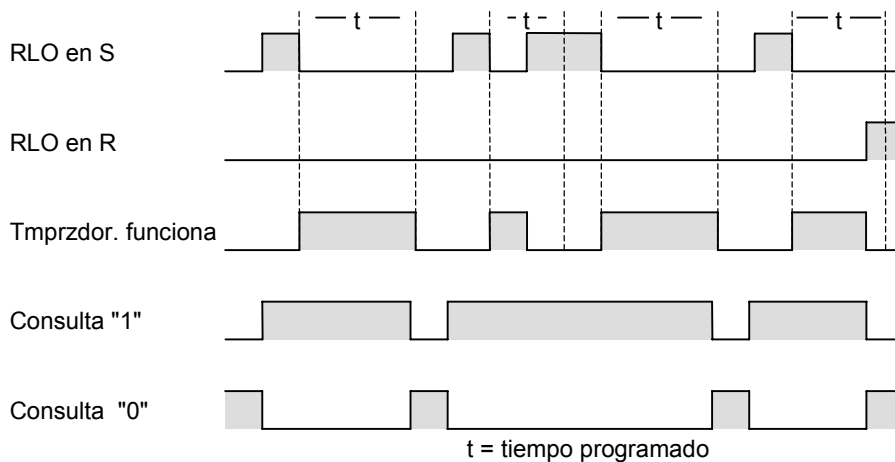 t t t t
RLO en S
RLO en R
Tmprzdor. funciona
Consulta "1"
Consulta "0"
t = tiempo programado